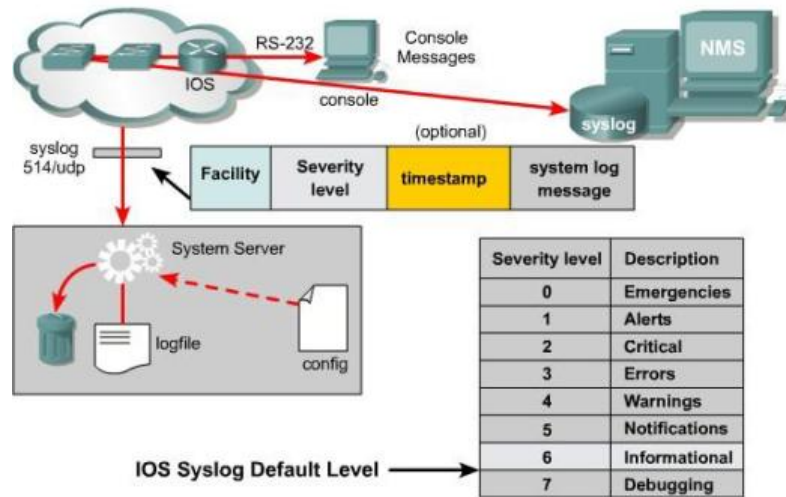 RS-232
Console
Messages
NMS
IOS
console
syslog
(optional)
syslog
514/udp
Facility
Severity
level
timestamp
system log
message
System Server
logfile
config
Severity level Description
0 Emergencies
1 Alerts
2 Critical
3 Errors
4 Warnings
5 Notifications
6 Informational
7 Debugging
IOS Syslog Default Level